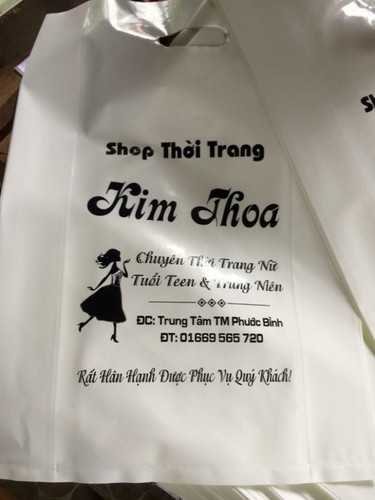 Shop Thời Trang
Kim Thoa
Chuyên Thời Trang Nữ
Tuổi Teen & Trung Niên
ĐC: Trung Tâm TM Phước Bình
ĐT: 01669 565 720
Rất Hân Hạnh Được Phục Vụ Quý Khách!
Sho